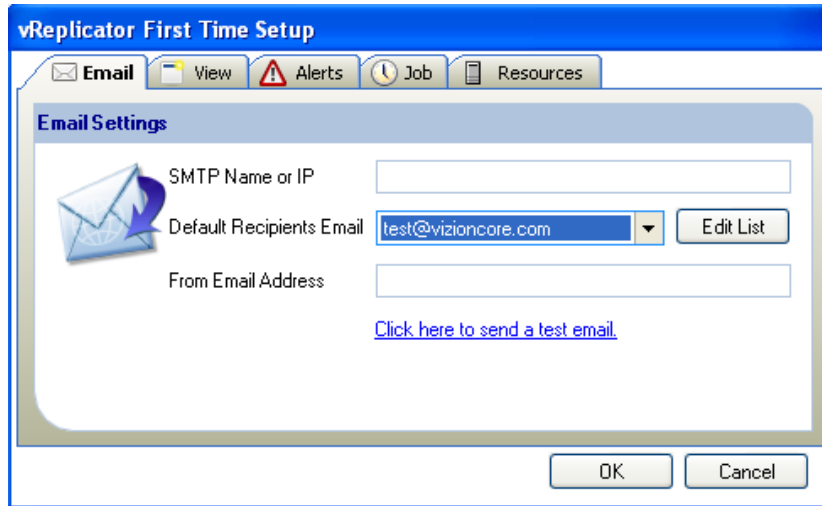 vReplicator First Time Setup
Email View Alerts Job Resources
Email Settings
SMTP Name or IP
Default Recipients Email test@vizioncore.com Edit List
From Email Address
Click here to send a test email.
OK Cancel